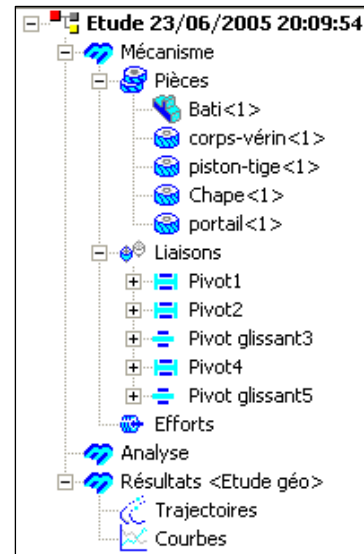 Etude 23/06/2005 20:09:54
Mécanisme
Pièces
Bati<1>
corps-vérin<1>
piston-tige<1>
Chape<1>
portail<1>
Liaisons
Pivot1
Pivot2
Pivot glissant3
Pivot4
Pivot glissant5
Efforts
Analyse
Résultats <Etude géo>
Trajectoires
Courbes